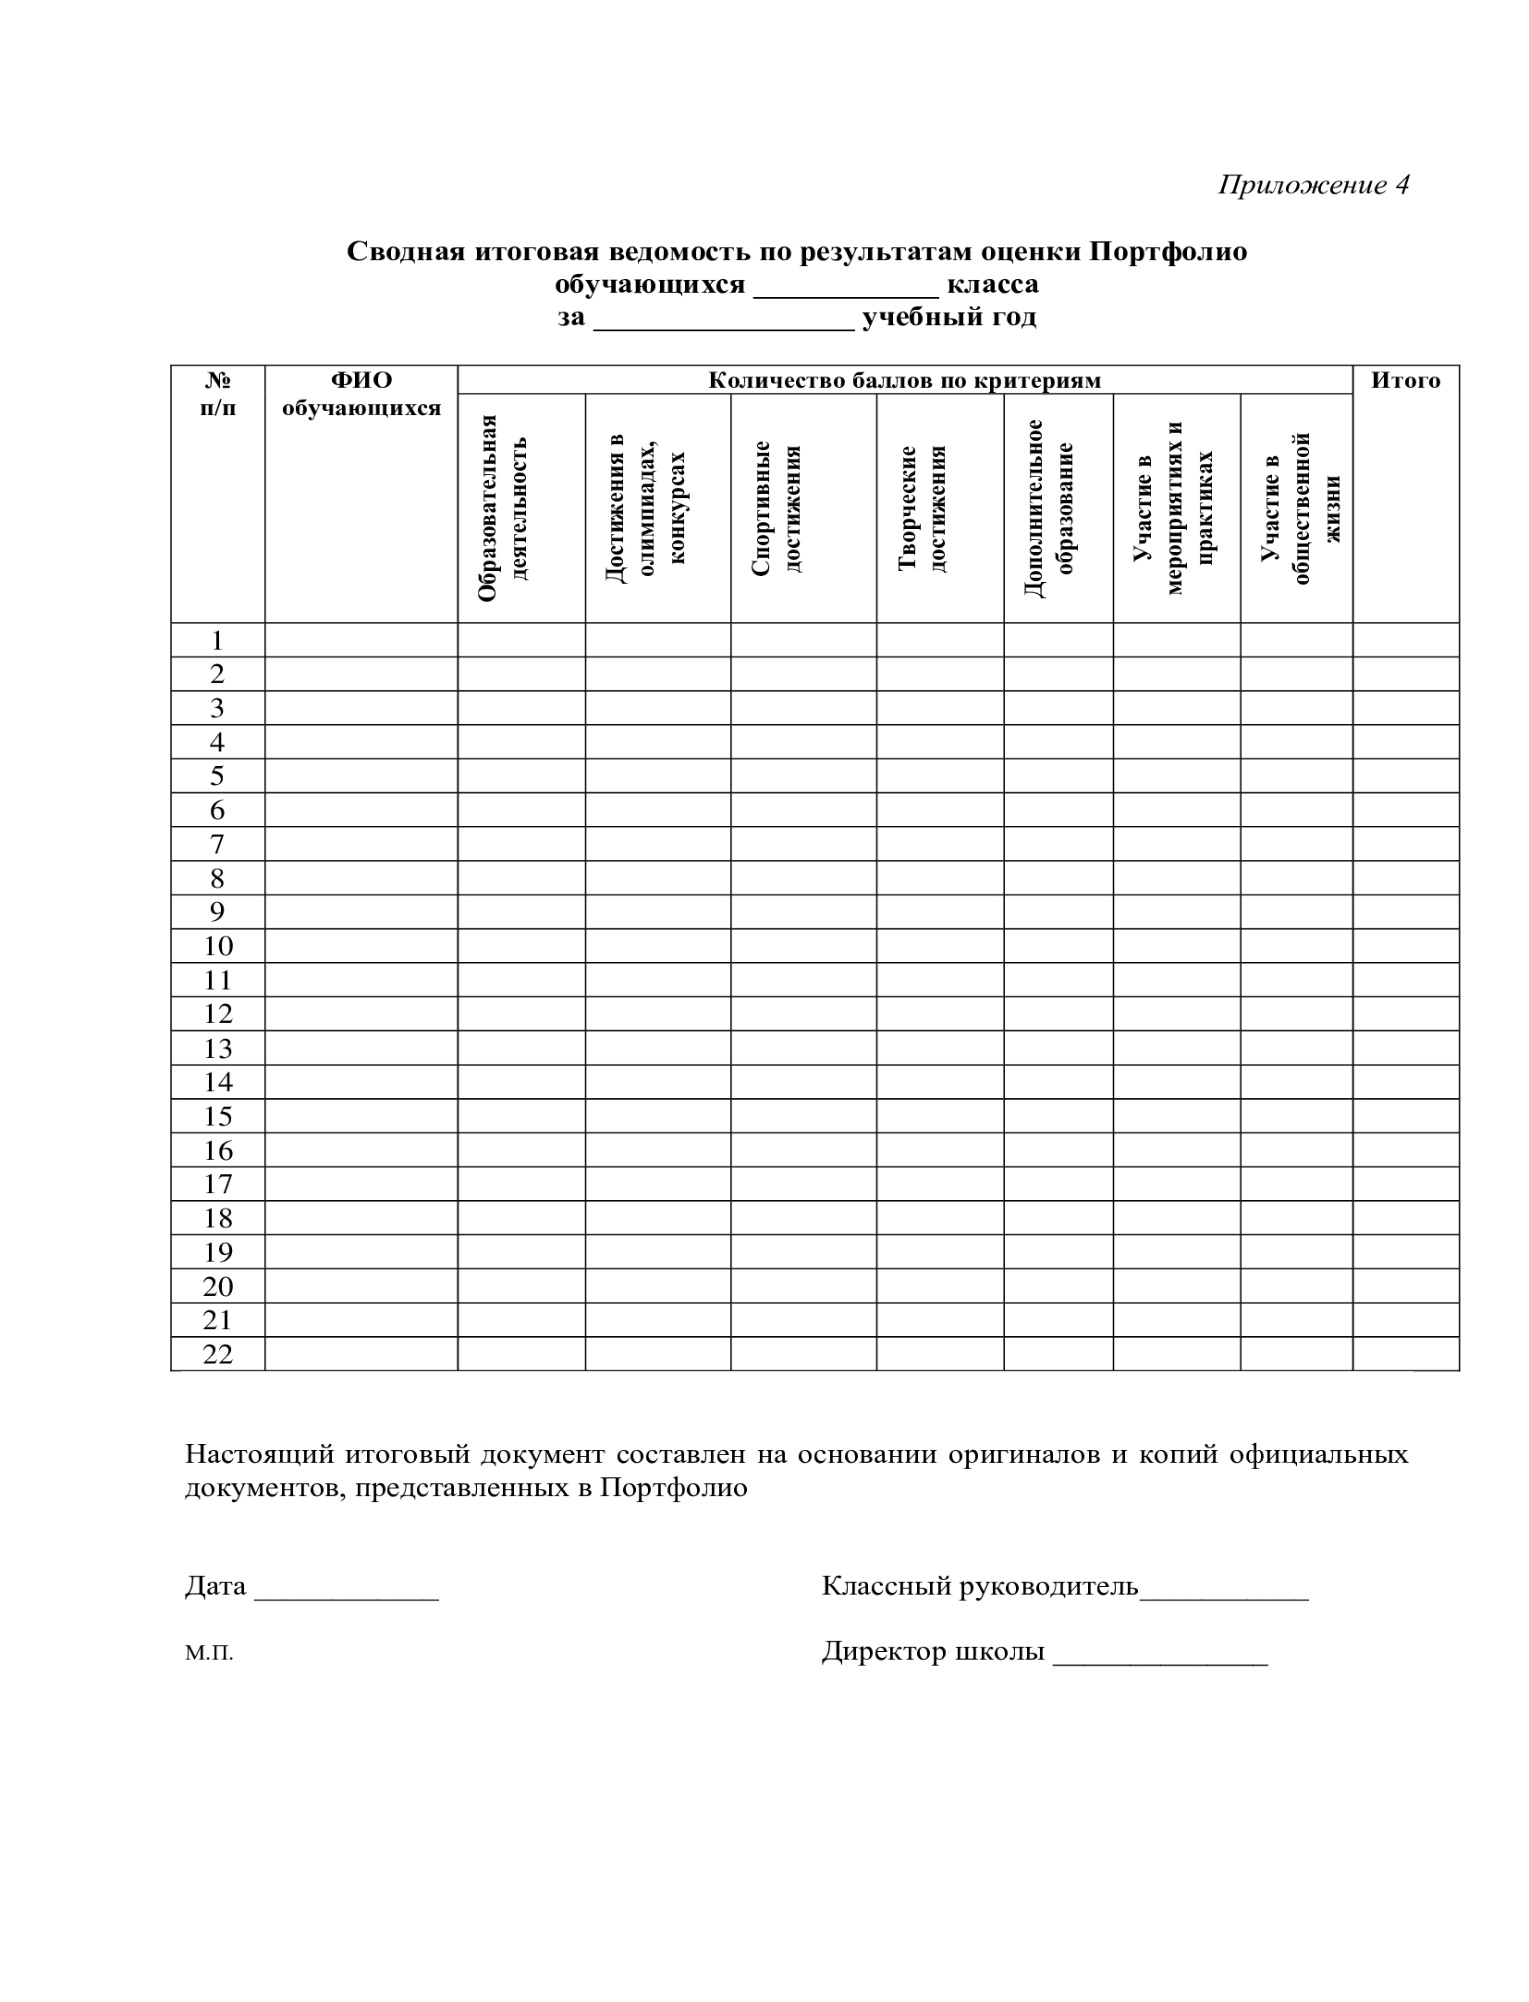 Приложение 4
Сводная итоговая ведомость по результатам оценки Портфолио
обучающихся ____________ класса
за _________________ учебный год
№
п/п
ФИО
обучающихся
Количество баллов по критериям
Итого
Образовательная
деятельность
Достижения в
олимпиадах,
конкурсах
Спортивные
достижения
Творческие
достижения
Дополнительное
образование
Участие в
мероприятиях и
практиках
Участие в
общественной
жизни
1
2
3
4
5
6
7
8
9
10
11
12
13
14
15
16
17
18
19
20
21
22
Настоящий итоговый документ составлен на основании оригиналов и копий официальных
документов, представленных в Портфолио
Дата ____________ Классный руководитель___________
М.П. Директор школы ______________